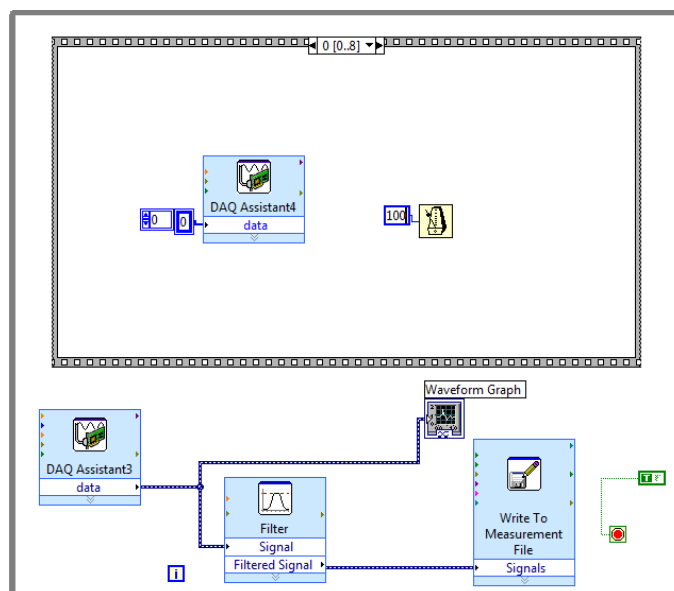 0 [0..8]
DAQ Assistant4
data
0
0
100
Waveform Graph
DAQ Assistant3
data
Filter
Signal
Filtered Signal
Write To
Measurement
File
Signals
i
T F